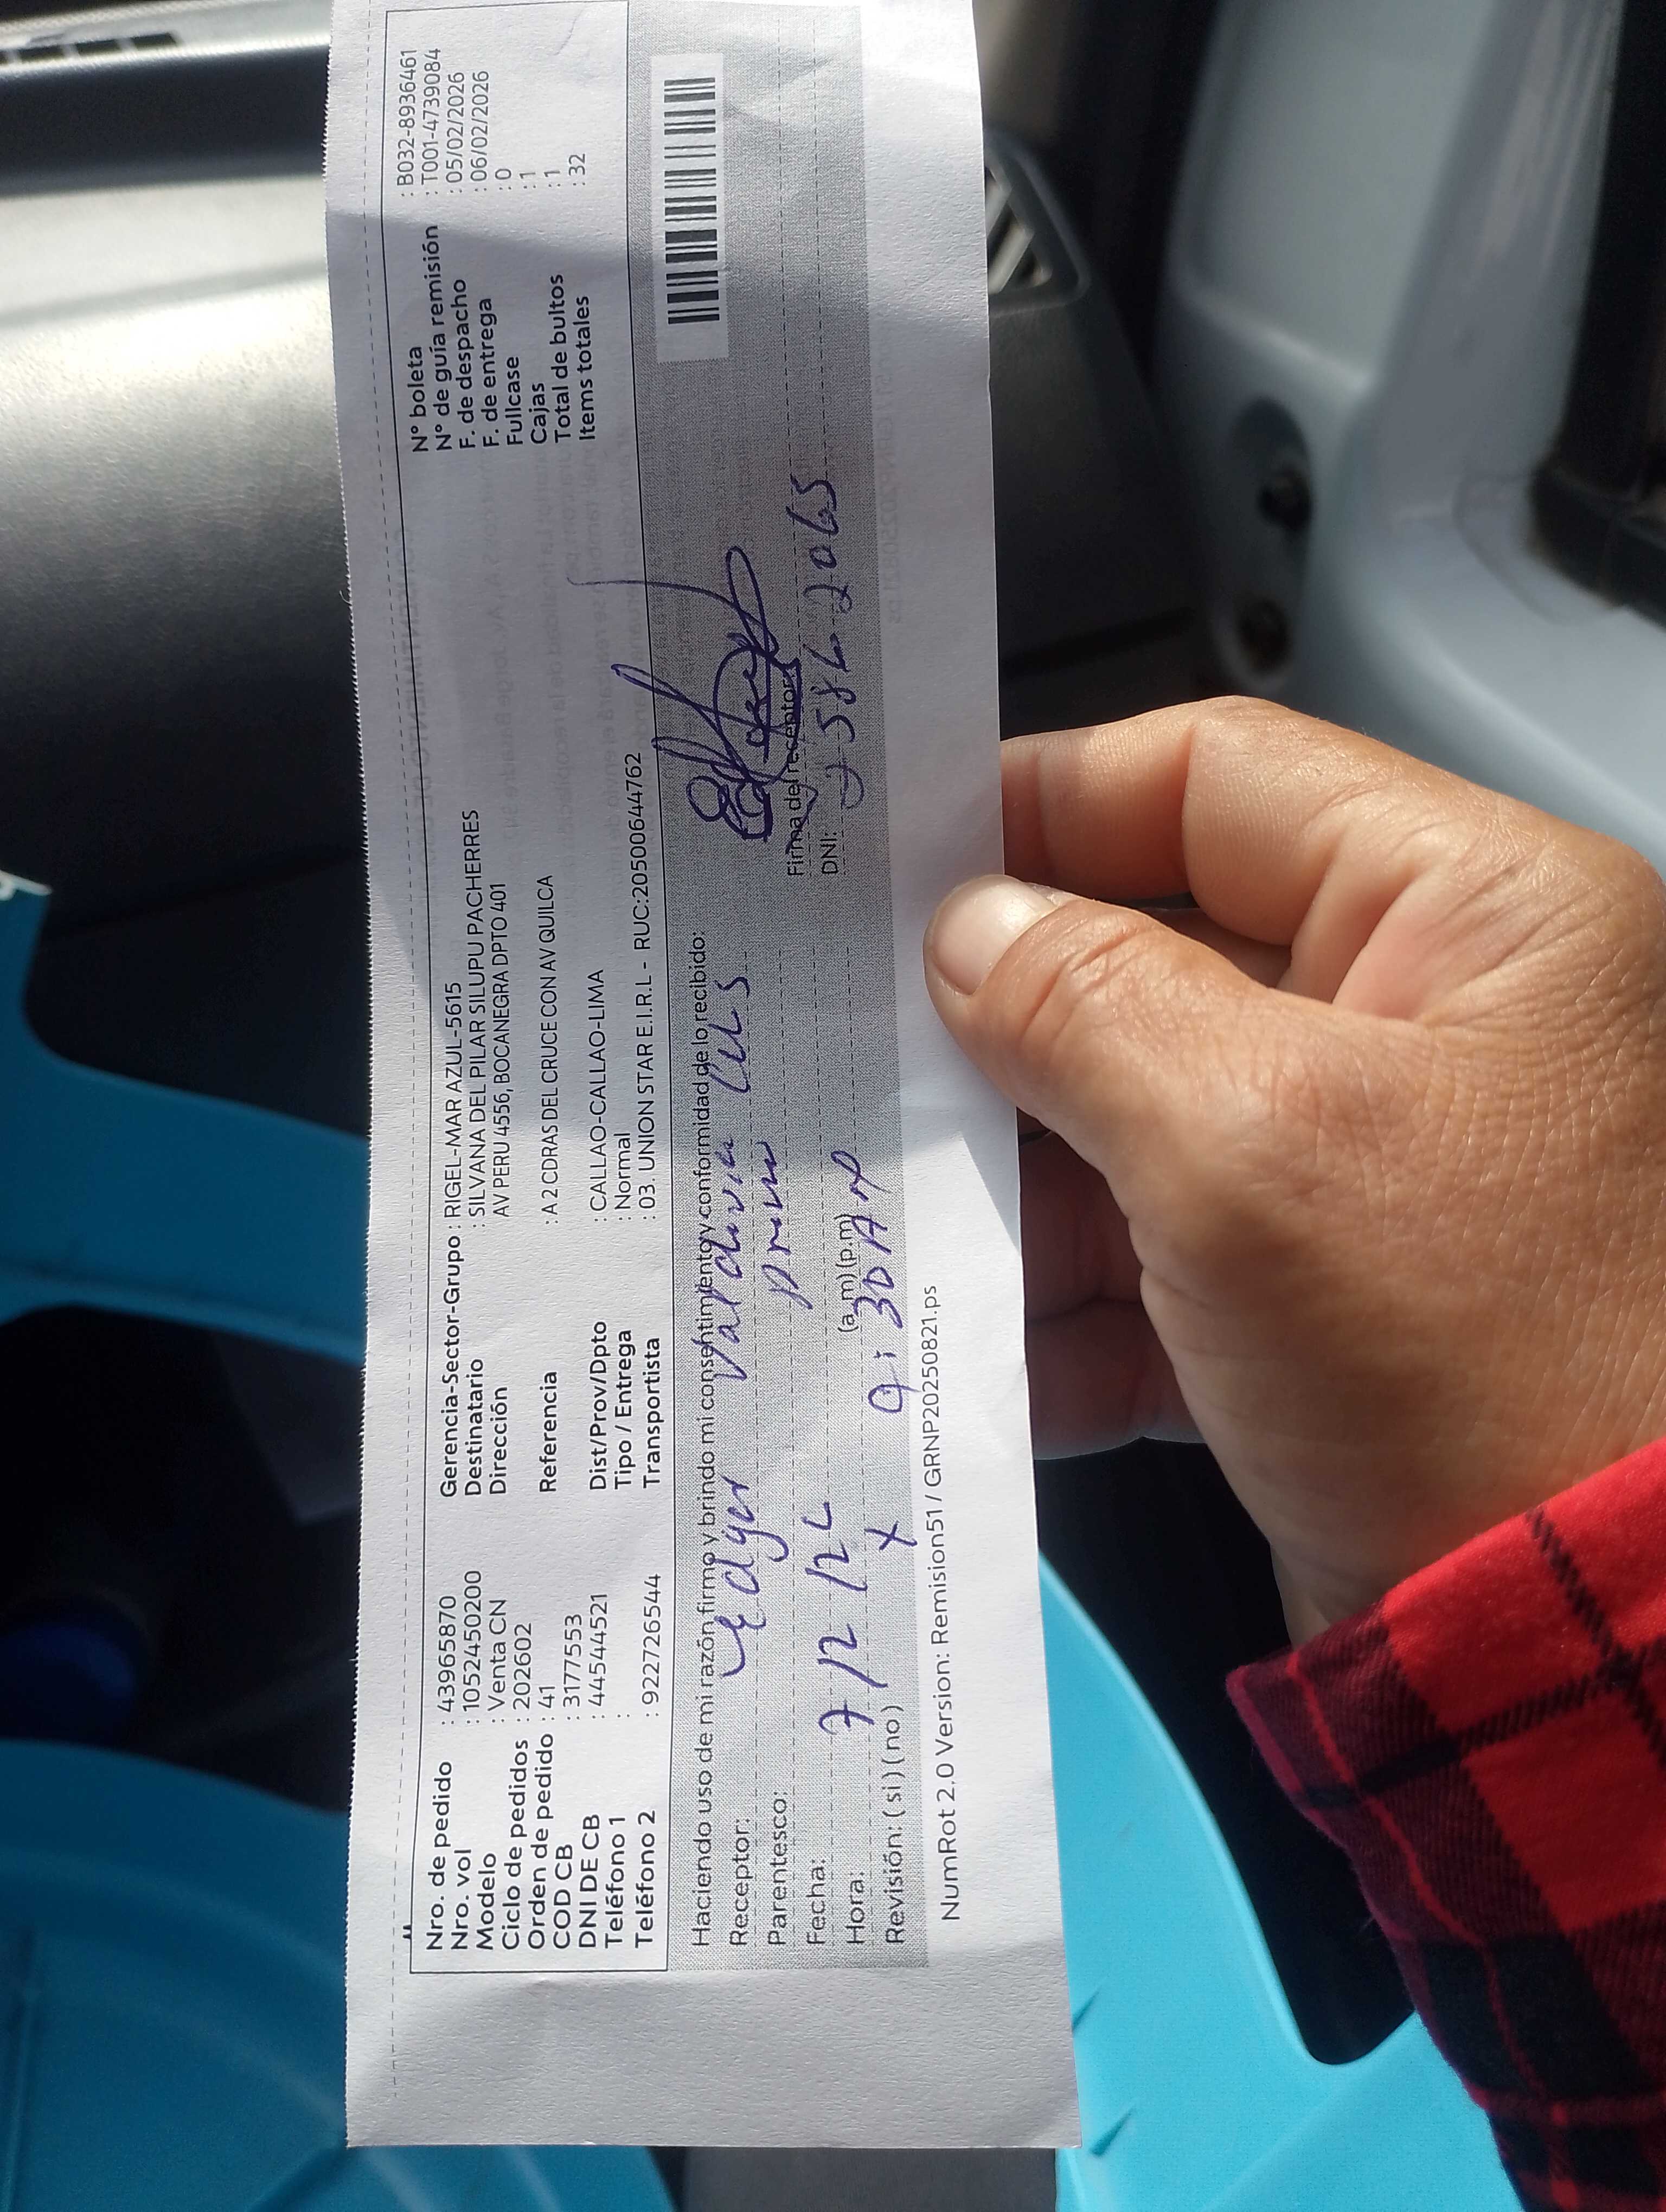 Nro. de pedido : 43965870
Nro. vol : 1052450200
Modelo : Venta CN
Ciclo de pedidos : 202602
Orden de pedido : 41
COD CB : 3177553
DNI DE CB : 44544521
Teléfono 1 :
Teléfono 2 : 922726544
Gerencia-Sector-Grupo : RIGEL-MAR AZUL-5615
Destinatario : SILVANA DEL PILAR SILUPU PACHERRES
Dirección AV PERU 4556, BOCANEGRA DPTO 401
Referencia : A 2 CDRAS DEL CRUCE CON AV QUILCA
Dist/Prov/Dpto : CALLAO-CALLAO-LIMA
Tipo / Entrega : Normal
Transportista : 03. UNION STAR E.I.R.L - RUC:20500644762
N° boleta : B032-8936461
N° de guía remisión : T001-4739084
F. de despacho : 05/02/2026
F. de entrega : 06/02/2026
Fullcase : 0
Cajas : 1
Total de bultos : 1
Items totales : 32
Haciendo uso de mi razón firmo y brindo mi consentimiento y conformidad de lo recibido:
Receptor: Edger Valdivia
Parentesco:
Fecha: 7/2/2
Hora: 9:30 AM (a.m) (p.m)
Revisión: ( si ) ( no ) X
Firma del receptor
DNI: 2065
NumRot 2.0 Version: Remision51 / GRNP20250821.ps